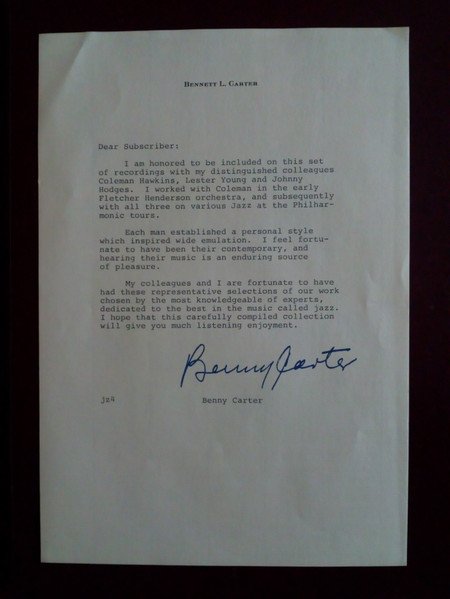 BENNETT L. CARTER
Dear Subscriber:
I am honored to be included on this set
of recordings with my distinguished colleagues
Coleman Hawkins, Lester Young and Johnny
Hodges. I worked with Coleman in the early
Fletcher Henderson orchestra, and subsequently
with all three on various Jazz at the Philhar-
monic tours.
Each man established a personal style
which inspired wide emulation. I feel fortu-
nate to have been their contemporary, and
hearing their music is an enduring source
of pleasure.
My colleagues and I are fortunate to have
had these representative selections of our work
chosen by the most knowledgeable of experts,
dedicated to the best in the music called jazz.
I hope that this carefully compiled collection
will give you much listening enjoyment.
Benny Carter
jz4 Benny Carter